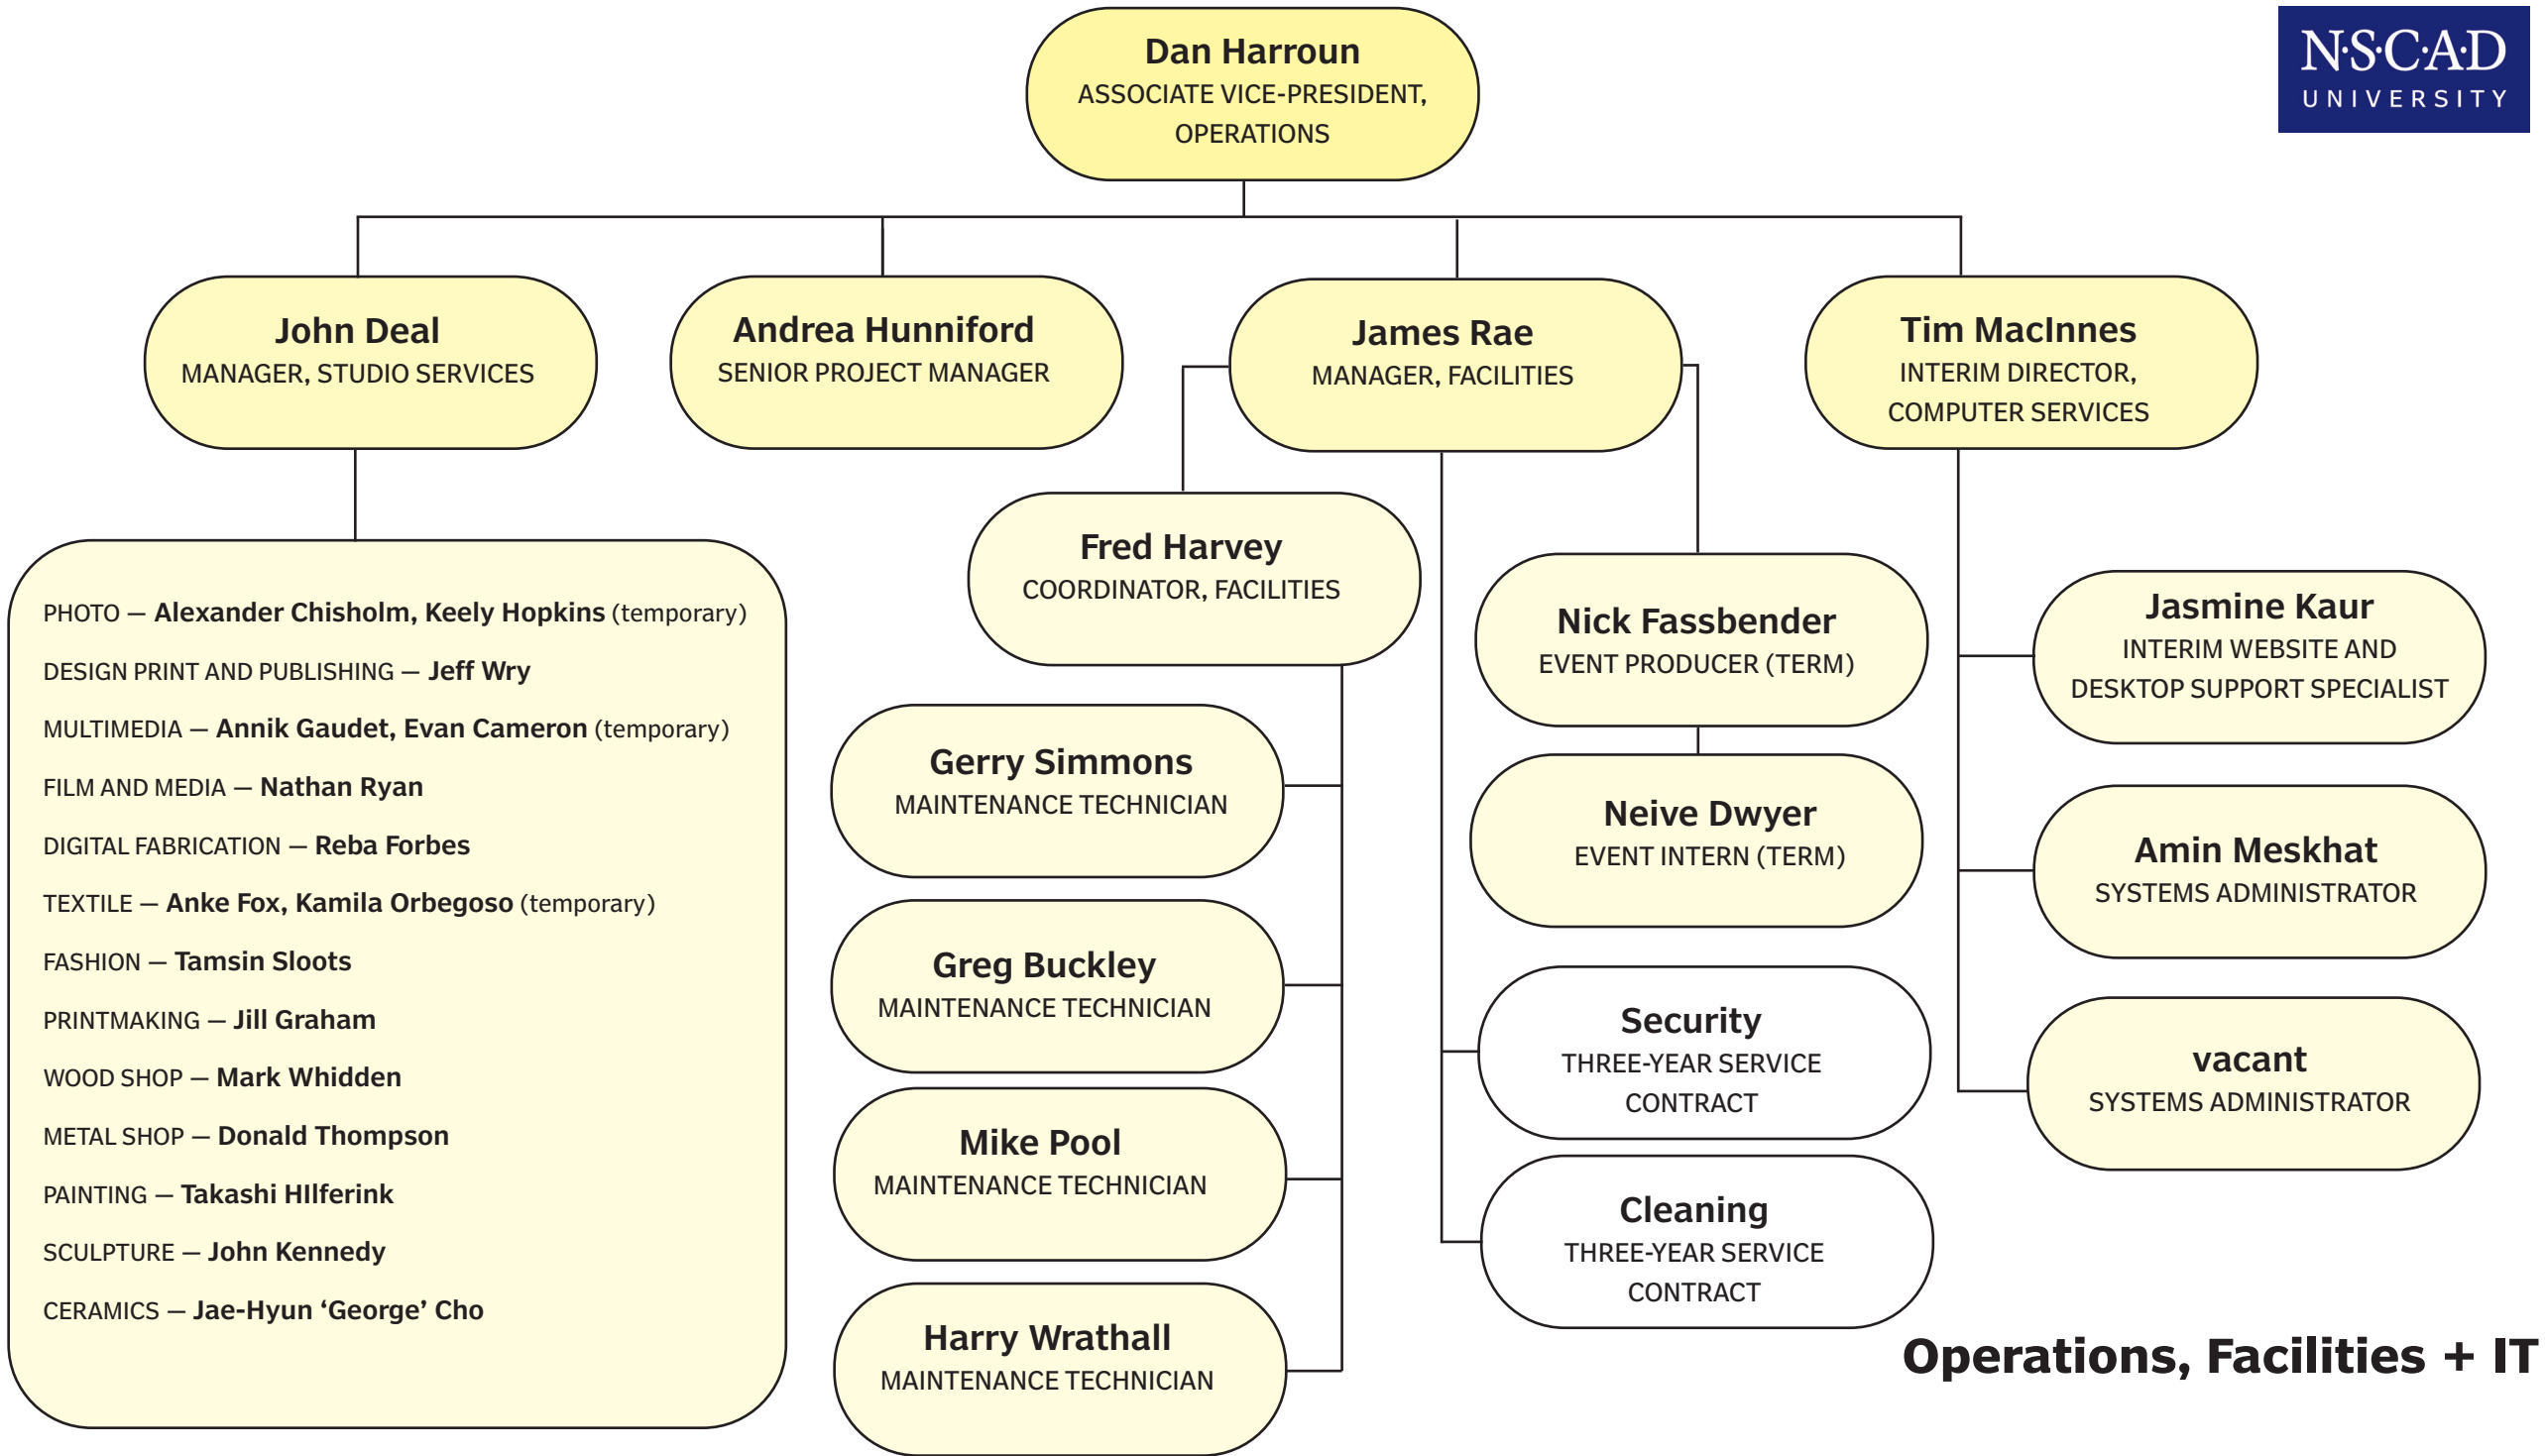 Dan Harroun
ASSOCIATE VICE-PRESIDENT,
OPERATIONS
N·S·C·A·D
UNIVERSITY
John Deal
MANAGER, STUDIO SERVICES
Andrea Hunniford
SENIOR PROJECT MANAGER
James Rae
MANAGER, FACILITIES
Tim MacInnes
INTERIM DIRECTOR,
COMPUTER SERVICES
PHOTO — Alexander Chisholm, Keely Hopkins (temporary)
DESIGN PRINT AND PUBLISHING — Jeff Wry
MULTIMEDIA — Annik Gaudet, Evan Cameron (temporary)
FILM AND MEDIA — Nathan Ryan
DIGITAL FABRICATION — Reba Forbes
TEXTILE — Anke Fox, Kamila Orbegoso (temporary)
FASHION — Tamsin Sloots
PRINTMAKING — Jill Graham
WOOD SHOP — Mark Whidden
METAL SHOP — Donald Thompson
PAINTING — Takashi HIlferink
SCULPTURE — John Kennedy
CERAMICS — Jae-Hyun ‘George’ Cho
Fred Harvey
COORDINATOR, FACILITIES
Gerry Simmons
MAINTENANCE TECHNICIAN
Greg Buckley
MAINTENANCE TECHNICIAN
Mike Pool
MAINTENANCE TECHNICIAN
Harry Wrathall
MAINTENANCE TECHNICIAN
Nick Fassbender
EVENT PRODUCER (TERM)
Neive Dwyer
EVENT INTERN (TERM)
Security
THREE-YEAR SERVICE
CONTRACT
Cleaning
THREE-YEAR SERVICE
CONTRACT
Jasmine Kaur
INTERIM WEBSITE AND
DESKTOP SUPPORT SPECIALIST
Amin Meskhat
SYSTEMS ADMINISTRATOR
vacant
SYSTEMS ADMINISTRATOR
Operations, Facilities + IT